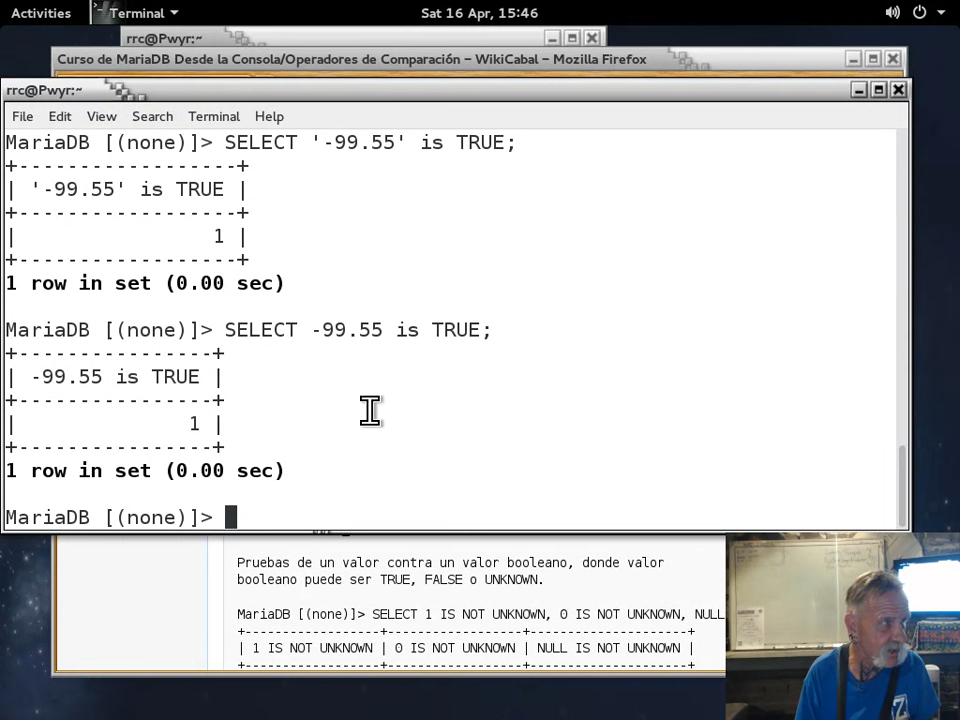 Activities Terminal Sat 16 Apr, 15:46
rrc@Pwyr:~
Curso de MariaDB Desde la Consola/Operadores de Comparación – WikiCabal – Mozilla Firefox
rrc@Pwyr:~
File Edit View Search Terminal Help
MariaDB [(none)]> SELECT '-99.55' is TRUE;
+------------------+
| '-99.55' is TRUE |
+------------------+
|                1 |
+------------------+
1 row in set (0.00 sec)
MariaDB [(none)]> SELECT -99.55 is TRUE;
+----------------+
| -99.55 is TRUE |
+----------------+
|              1 |
+----------------+
1 row in set (0.00 sec)
MariaDB [(none)]>
Pruebas de un valor contra un valor booleano, donde valor
booleano puede ser TRUE, FALSE o UNKNOWN.
MariaDB [(none)]> SELECT 1 IS NOT UNKNOWN, 0 IS NOT UNKNOWN, NULL
+------------------+------------------+---------------------+
| 1 IS NOT UNKNOWN | 0 IS NOT UNKNOWN | NULL IS NOT UNKNOWN |
+------------------+------------------+---------------------+